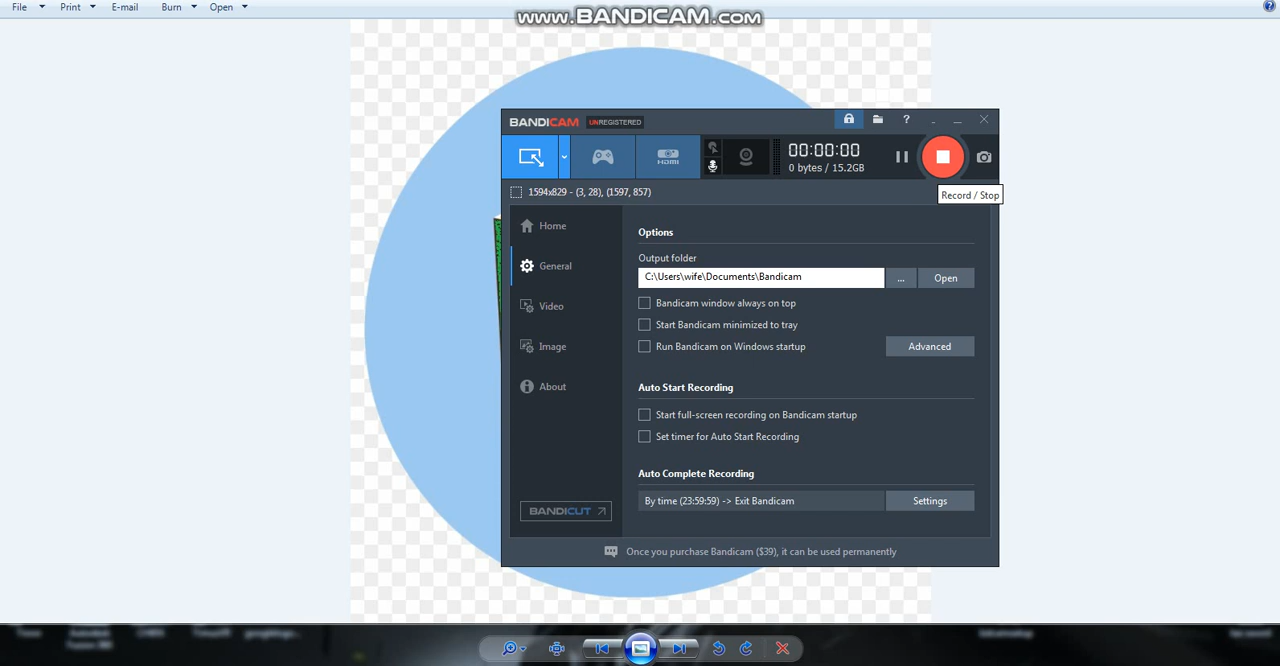 File Print E-mail Burn Open
www.BANDICAM.com
BANDICAM UNREGISTERED
HDMI
00:00:00
0 bytes / 15.2GB
1594x829 - (3, 28), (1597, 857)
Record / Stop
Home
General
Video
Image
About
BANDICUT
Options
Output folder
C:\Users\wife\Documents\Bandicam ... Open
Bandicam window always on top
Start Bandicam minimized to tray
Run Bandicam on Windows startup Advanced
Auto Start Recording
Start full-screen recording on Bandicam startup
Set timer for Auto Start Recording
Auto Complete Recording
By time (23:59:59) -> Exit Bandicam Settings
Once you purchase Bandicam ($39), it can be used permanently